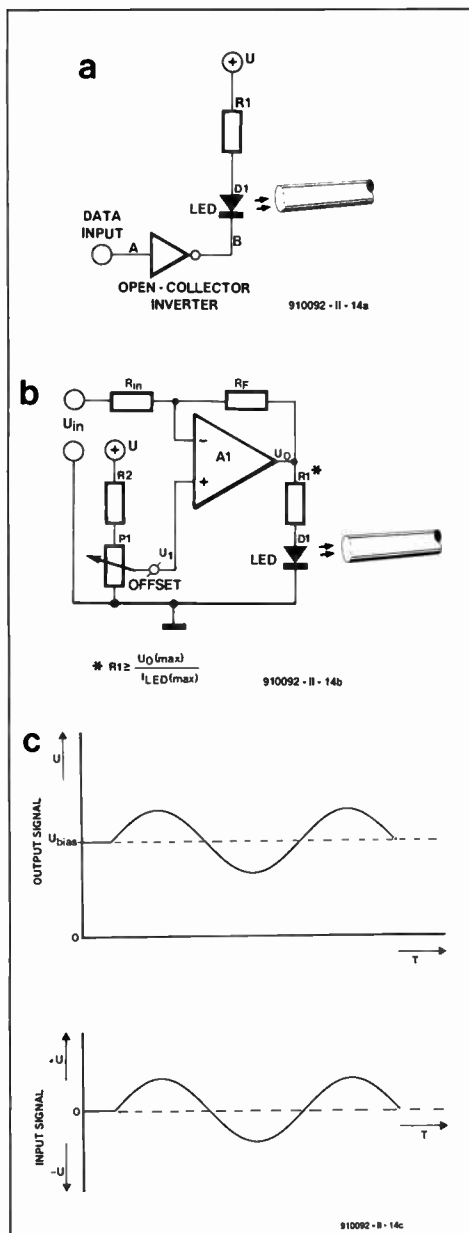 a
U
R1
D1
LED
DATA
INPUT
A
B
OPEN - COLLECTOR
INVERTER
910092 - II - 14a
b
Rin
RF
Uin
U
A1
UO
R2
R1 *
P1
U1
D1
LED
OFFSET
* R1 ≥ UO(max)
ILED(max)
910092 - II - 14b
c
U
OUTPUT SIGNAL
Ubias
O
T
U
INPUT SIGNAL
O
T
-U
910092 - II - 14c